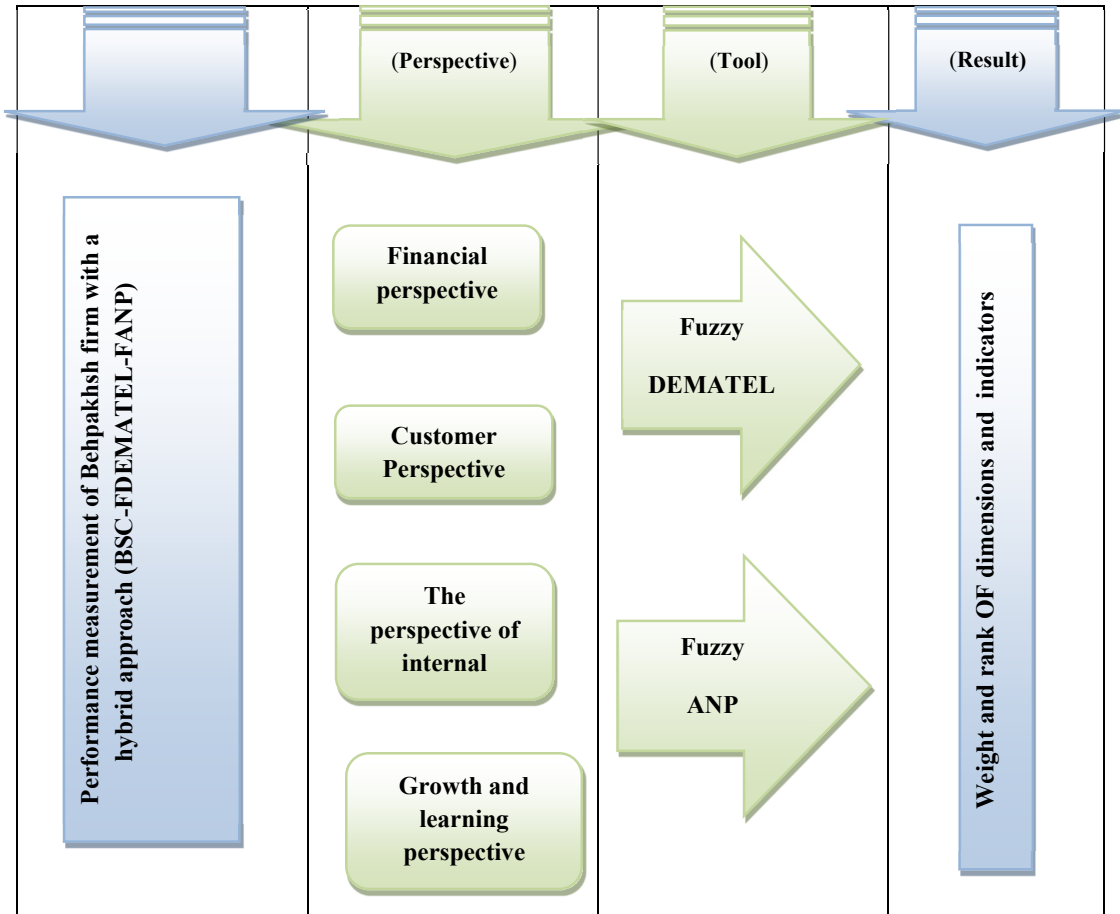 (Perspective)
(Tool)
(Result)
Performance measurement of Behpakhsh firm with a
hybrid approach (BSC-FDEMATEL-FANP)
Financial
perspective
Customer
Perspective
The
perspective of
internal
Growth and
learning
perspective
Fuzzy
DEMATEL
Fuzzy
ANP
Weight and rank OF dimensions and indicators